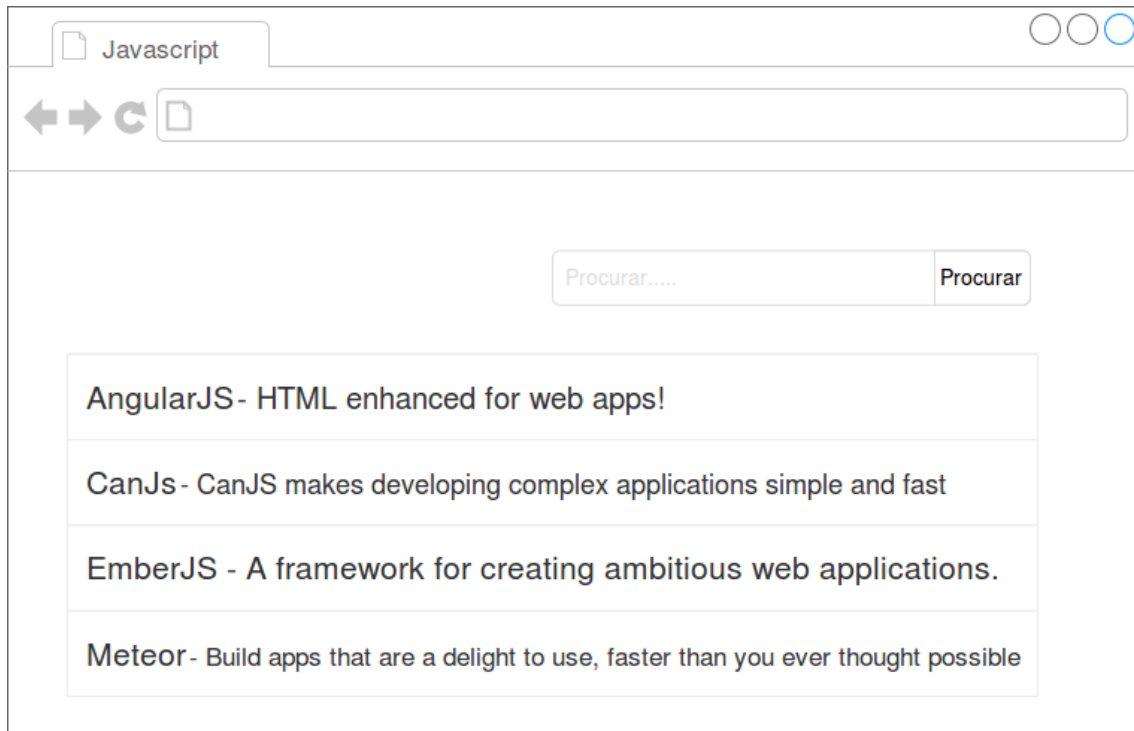 Javascript
Procurar.....
Procurar
AngularJS - HTML enhanced for web apps!
CanJs - CanJS makes developing complex applications simple and fast
EmberJS - A framework for creating ambitious web applications.
Meteor - Build apps that are a delight to use, faster than you ever thought possible